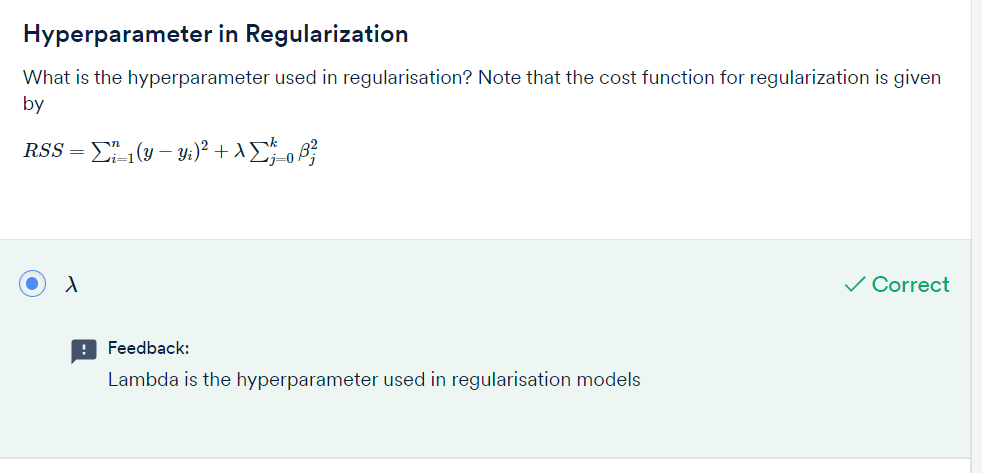 Hyperparameter in Regularization
What is the hyperparameter used in regularisation? Note that the cost function for regularization is given
by
RSS = ∑ⁿᵢ₌₁(y − yᵢ)² + λ ∑ᵏⱼ₌₀ βⱼ²
λ
Correct
Feedback:
Lambda is the hyperparameter used in regularisation models